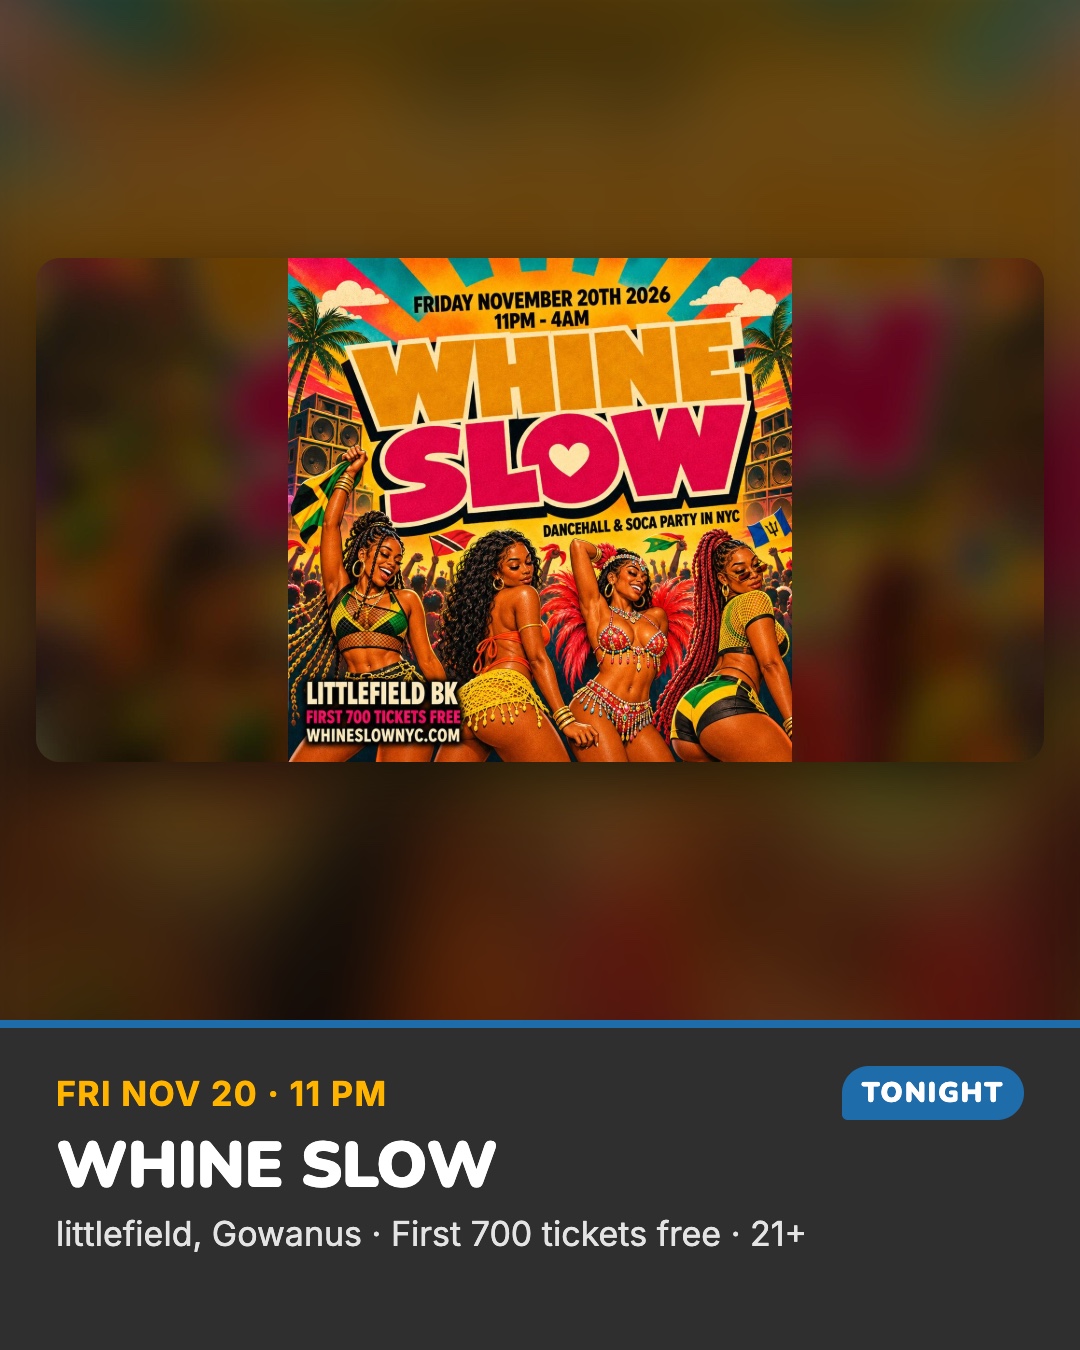 FRIDAY NOVEMBER 20TH 2026
11PM - 4AM
WHINE
SLOW
DANCEHALL & SOCA PARTY IN NYC
LITTLEFIELD BK
FIRST 700 TICKETS FREE
WHINESLOWNYC.COM
FRI NOV 20 · 11 PM
TONIGHT
WHINE SLOW
littlefield, Gowanus · First 700 tickets free · 21+